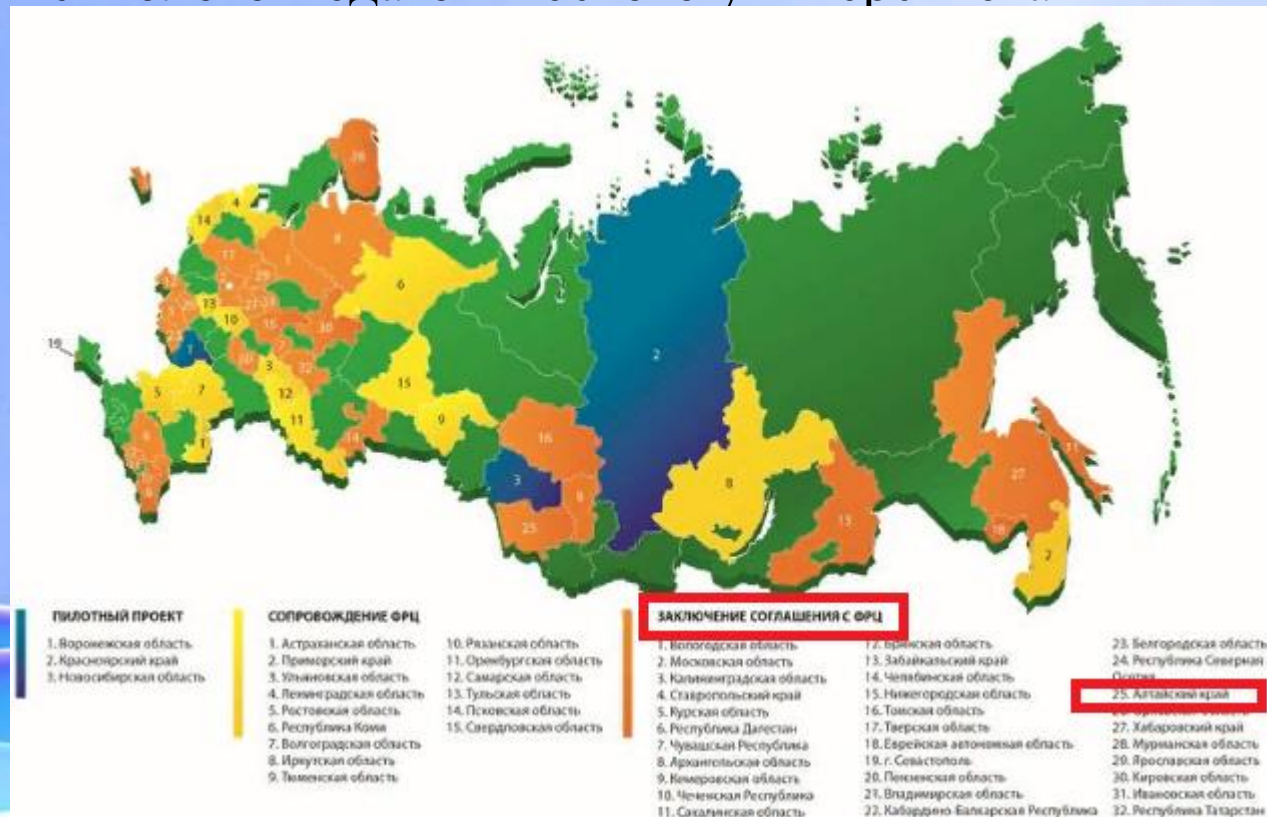 ПИЛОТНЫЙ ПРОЕКТ
1. Воронежская область
2. Красноярский край
3. Новосибирская область
СОПРОВОЖДЕНИЕ ФРЦ
1. Астраханская область
2. Приморский край
3. Ульяновская область
4. Ленинградская область
5. Ростовская область
6. Республика Коми
7. Волгоградская область
8. Иркутская область
9. Тюменская область
10. Рязанская область
11. Оренбургская область
12. Самарская область
13. Тульская область
14. Псковская область
15. Свердловская область
ЗАКЛЮЧЕНИЕ СОГЛАШЕНИЯ С ФРЦ
1. Вологодская область
2. Московская область
3. Калининградская область
4. Ставропольский край
5. Курская область
6. Республика Дагестан
7. Чувашская Республика
8. Архангельская область
9. Кемеровская область
10. Чеченская Республика
11. Сахалинская область
12. Брянская область
13. Забайкальский край
14. Челябинская область
15. Нижегородская область
16. Томская область
17. Тверская область
18. Еврейская автономная область
19. г. Севастополь
20. Пензенская область
21. Владимирская область
22. Кабардино-Балкарская Республика
23. Белгородская область
24. Республика Северная
Осетия
25. Алтайский край
27. Хабаровский край
28. Мурманская область
29. Ярославская область
30. Кировская область
31. Ивановская область
32. Республика Татарстан